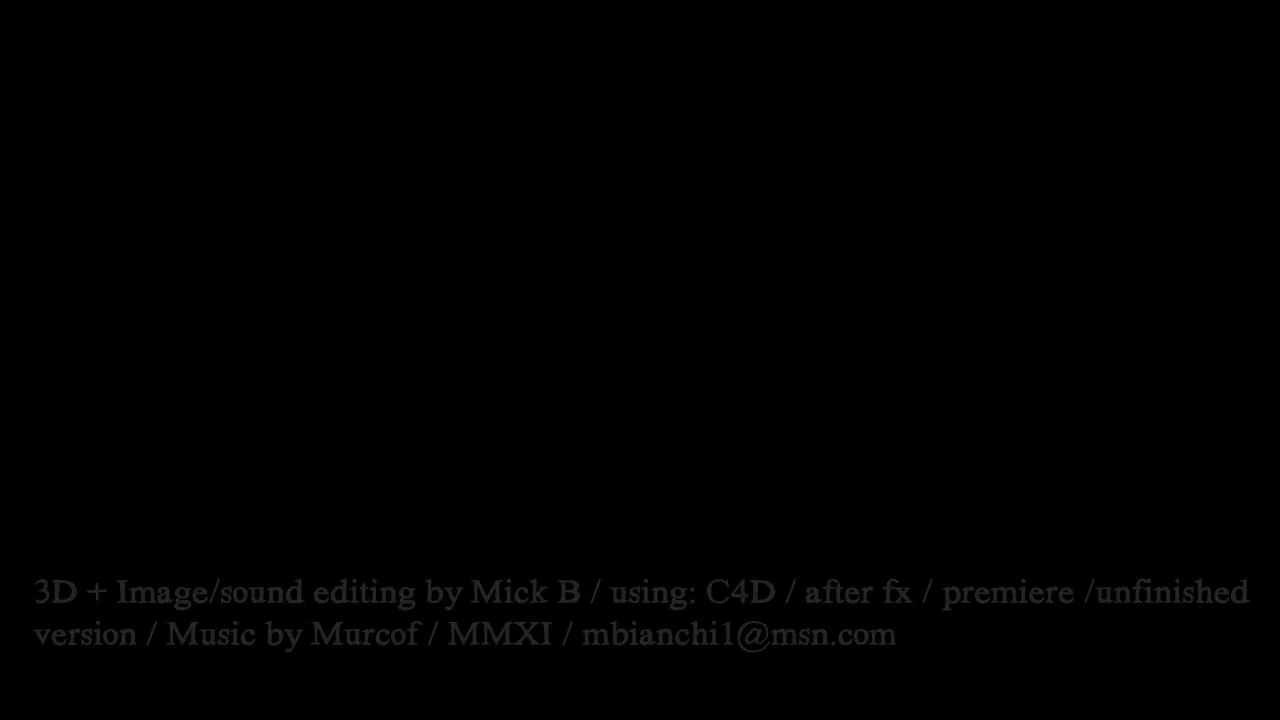 3D + Image/sound editing by Mick B / using: C4D / after fx / premiere /unfinished
version / Music by Murcof / MMXI / mbianchi1@msn.com